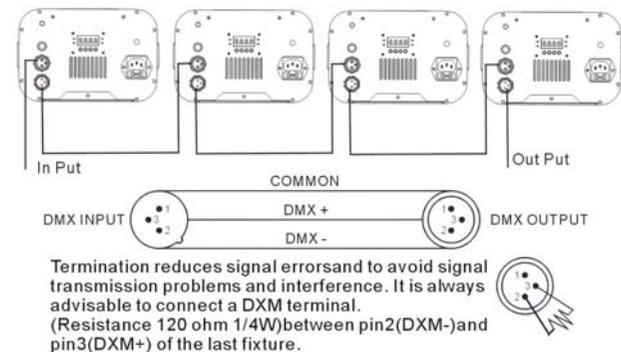 In Put
Out Put
COMMON
DMX INPUT
1
3
2
DMX +
DMX -
1
3
2
DMX OUTPUT
Termination reduces signal errorsand to avoid signal
transmission problems and interference. It is always
advisable to connect a DXM terminal.
(Resistance 120 ohm 1/4W)between pin2(DXM-)and
pin3(DXM+) of the last fixture.
1
3
2